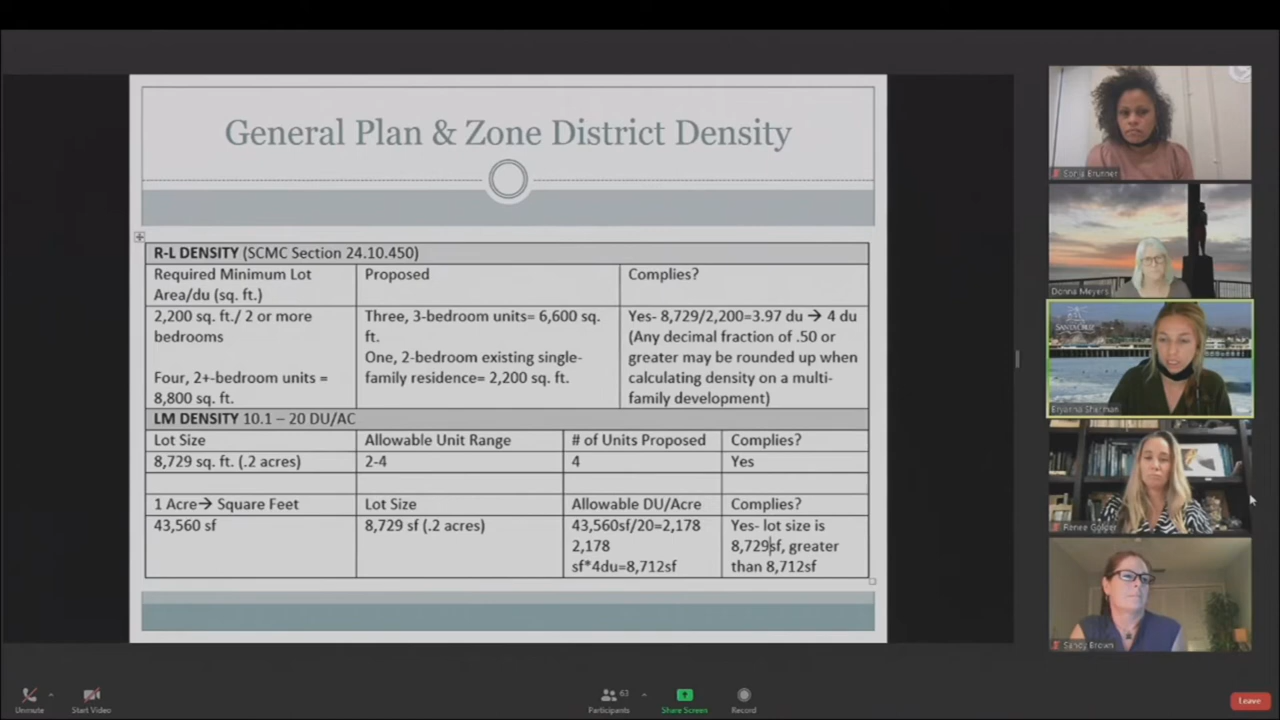 General Plan & Zone District Density
R-L DENSITY (SCMC Section 24.10.450)
Required Minimum Lot
Area/du (sq. ft.)
Proposed
Complies?
2,200 sq. ft./ 2 or more
bedrooms
Four, 2+-bedroom units =
8,800 sq. ft.
Three, 3-bedroom units= 6,600 sq.
ft.
One, 2-bedroom existing single-
family residence= 2,200 sq. ft.
Yes- 8,729/2,200=3.97 du → 4 du
(Any decimal fraction of .50 or
greater may be rounded up when
calculating density on a multi-
family development)
LM DENSITY 10.1 – 20 DU/AC
Lot Size
Allowable Unit Range
# of Units Proposed
Complies?
8,729 sq. ft. (.2 acres)
2-4
4
Yes
1 Acre→ Square Feet
Lot Size
Allowable DU/Acre
Complies?
43,560 sf
8,729 sf (.2 acres)
43,560sf/20=2,178
2,178
sf*4du=8,712sf
Yes- lot size is
8,729sf, greater
than 8,712sf
Sonja Brunner
Donna Meyers
SANTA CRUZ
Eryanna Sherman
Renee Golder
Sandy Brown
Unmute
Start Video
63
Participants
Share Screen
Record
Leave